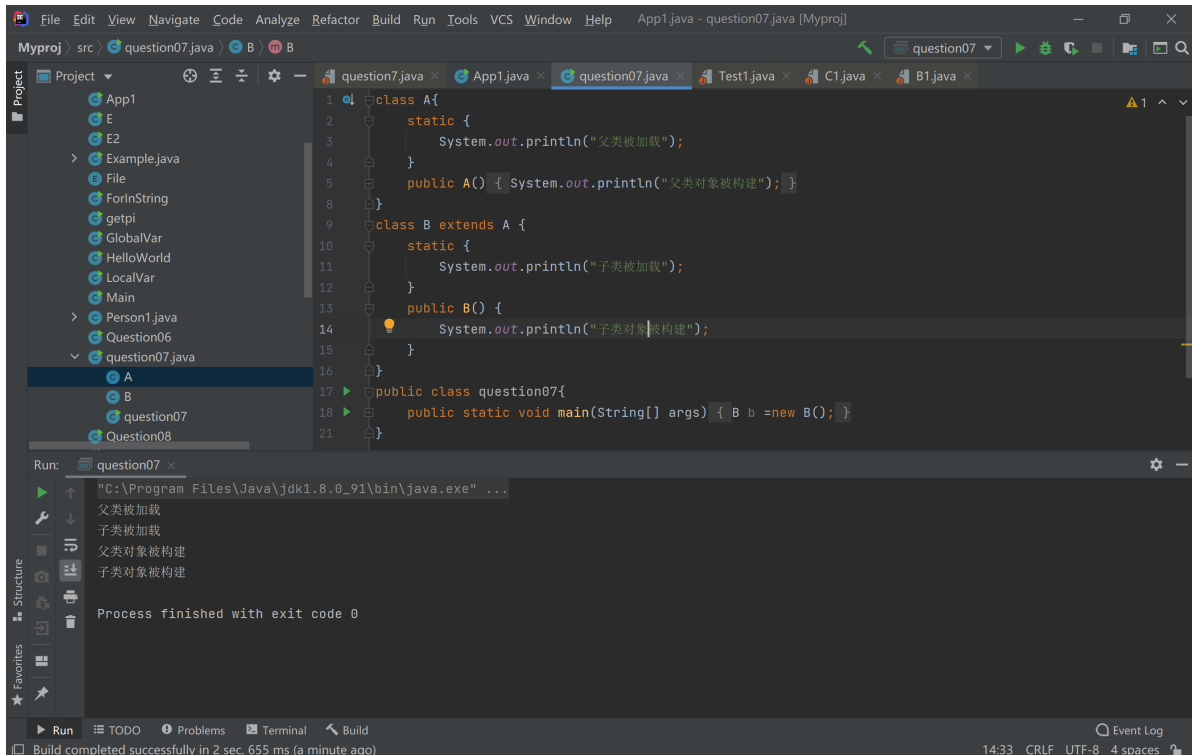 File Edit View Navigate Code Analyze Refactor Build Run Tools VCS Window Help App1.java - question07.java [Myproj]
Myproj src question07.java B B question07
Project question7.java App1.java question07.java Test1.java C1.java B1.java
Project
App1
E
E2
Example.java
File
ForInString
getpi
GlobalVar
HelloWorld
LocalVar
Main
Person1.java
Question06
question07.java
A
B
question07
Question08
1 class A{
2 static {
3 System.out.println("父类被加载");
4 }
5 public A() { System.out.println("父类对象被构建"); }
8 }
9 class B extends A {
10 static {
11 System.out.println("子类被加载");
12 }
13 public B() {
14 System.out.println("子类对象被构建");
15 }
16 }
17 public class question07{
18 public static void main(String[] args) { B b =new B(); }
21 }
1
Run: question07
"C:\Program Files\Java\jdk1.8.0_91\bin\java.exe" ...
父类被加载
子类被加载
父类对象被构建
子类对象被构建
Process finished with exit code 0
Structure
Favorites
Run TODO Problems Terminal Build Event Log
Build completed successfully in 2 sec, 655 ms (a minute ago) 14:33 CRLF UTF-8 4 spaces